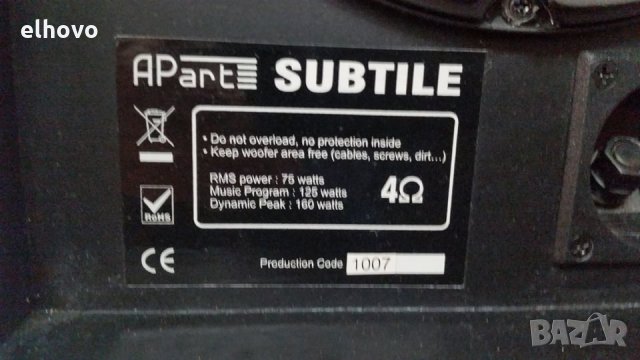 elhovo
APart SUBTILE
• Do not overload, no protection inside
• Keep woofer area free (cables, screws, dirt...)
RMS power : 75 watts
Music Program : 125 watts
Dynamic Peak : 160 watts
4Ω
RoHS
CE
Production Code 1007
BAZAR